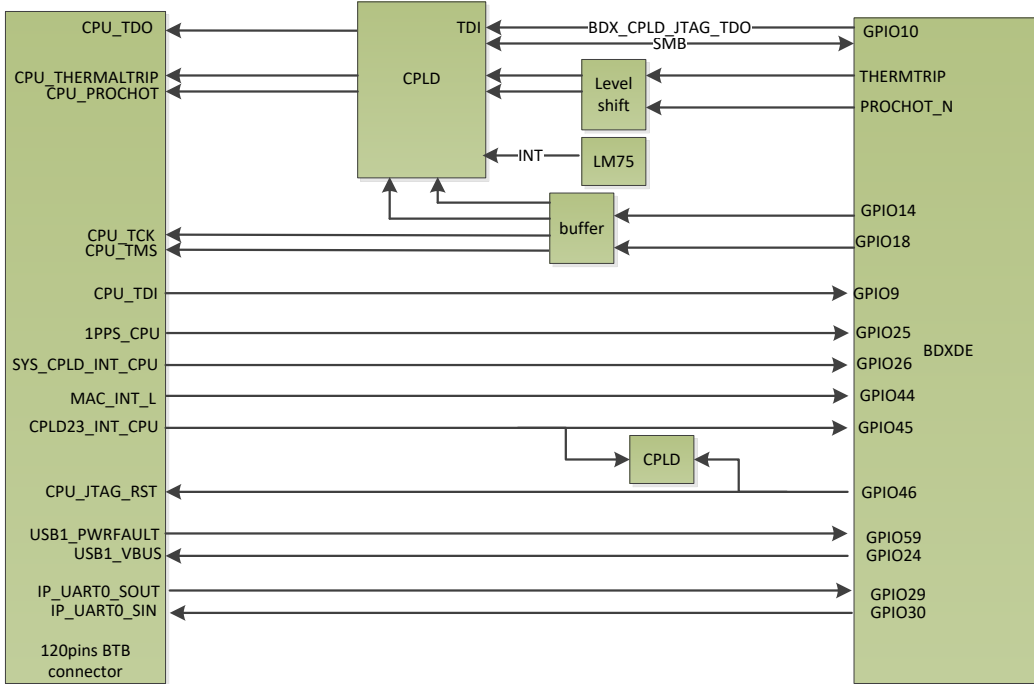 CPU_TDO
TDI
BDX_CPLD_JTAG_TDO
GPIO10
SMB
CPU_THERMALTRIP
CPLD
Level
shift
THERMTRIP
CPU_PROCHOT
PROCHOT_N
INT
LM75
buffer
GPIO14
CPU_TCK
GPIO18
CPU_TMS
CPU_TDI
GPIO9
1PPS_CPU
GPIO25
BDXDE
SYS_CPLD_INT_CPU
GPIO26
MAC_INT_L
GPIO44
CPLD23_INT_CPU
GPIO45
CPLD
CPU_JTAG_RST
GPIO46
USB1_PWRFAULT
GPIO59
USB1_VBUS
GPIO24
IP_UART0_SOUT
GPIO29
IP_UART0_SIN
GPIO30
120pins BTB
connector